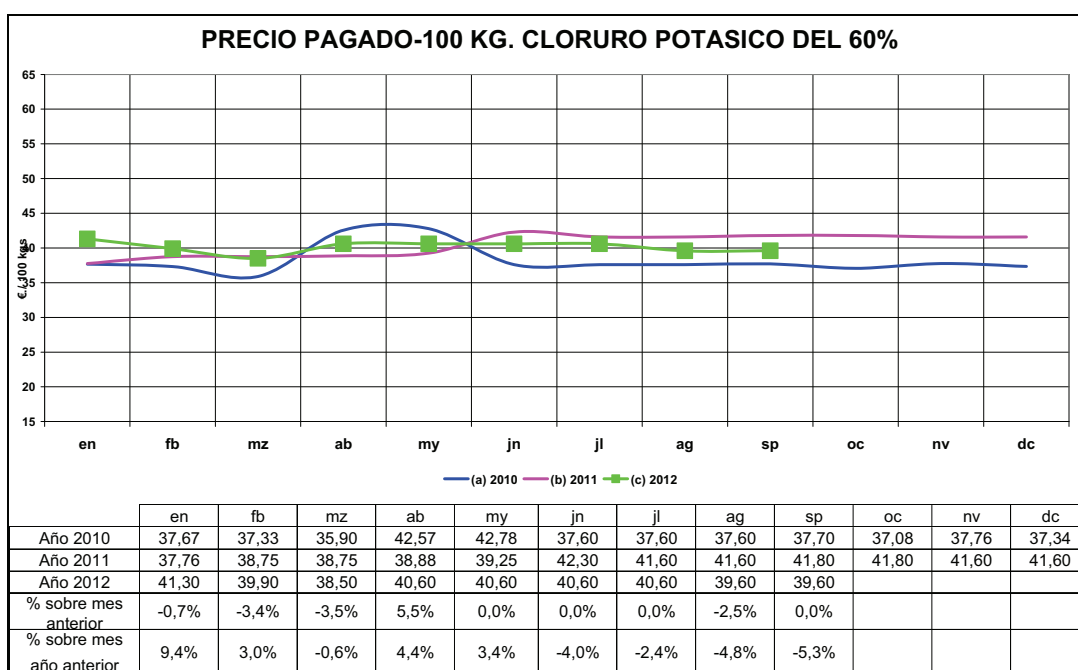 PRECIO PAGADO-100 KG. CLORURO POTASICO DEL 60%
65
60
55
50
45
40
35
30
25
20
15
€./ 100 kgs
en fb mz ab my jn jl ag sp oc nv dc
(a) 2010 (b) 2011 (c) 2012
en fb mz ab my jn jl ag sp oc nv dc
Año 2010 37,67 37,33 35,90 42,57 42,78 37,60 37,60 37,60 37,70 37,08 37,76 37,34
Año 2011 37,76 38,75 38,75 38,88 39,25 42,30 41,60 41,60 41,80 41,80 41,60 41,60
Año 2012 41,30 39,90 38,50 40,60 40,60 40,60 40,60 39,60 39,60
% sobre mes
anterior -0,7% -3,4% -3,5% 5,5% 0,0% 0,0% 0,0% -2,5% 0,0%
% sobre mes
año anterior 9,4% 3,0% -0,6% 4,4% 3,4% -4,0% -2,4% -4,8% -5,3%